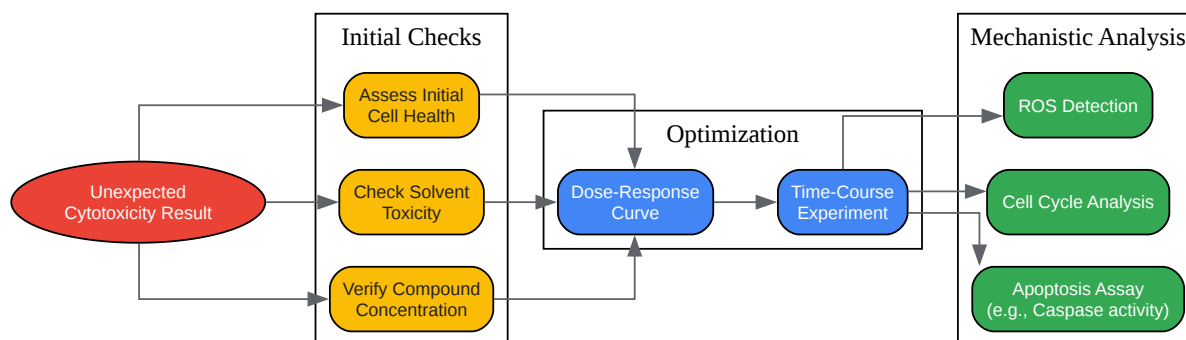 Initial Checks
Mechanistic Analysis
Assess Initial
Cell Health
ROS Detection
Optimization
Unexpected
Cytotoxicity Result
Check Solvent
Toxicity
Dose-Response
Curve
Time-Course
Experiment
Cell Cycle Analysis
Verify Compound
Concentration
Apoptosis Assay
(e.g., Caspase activity)